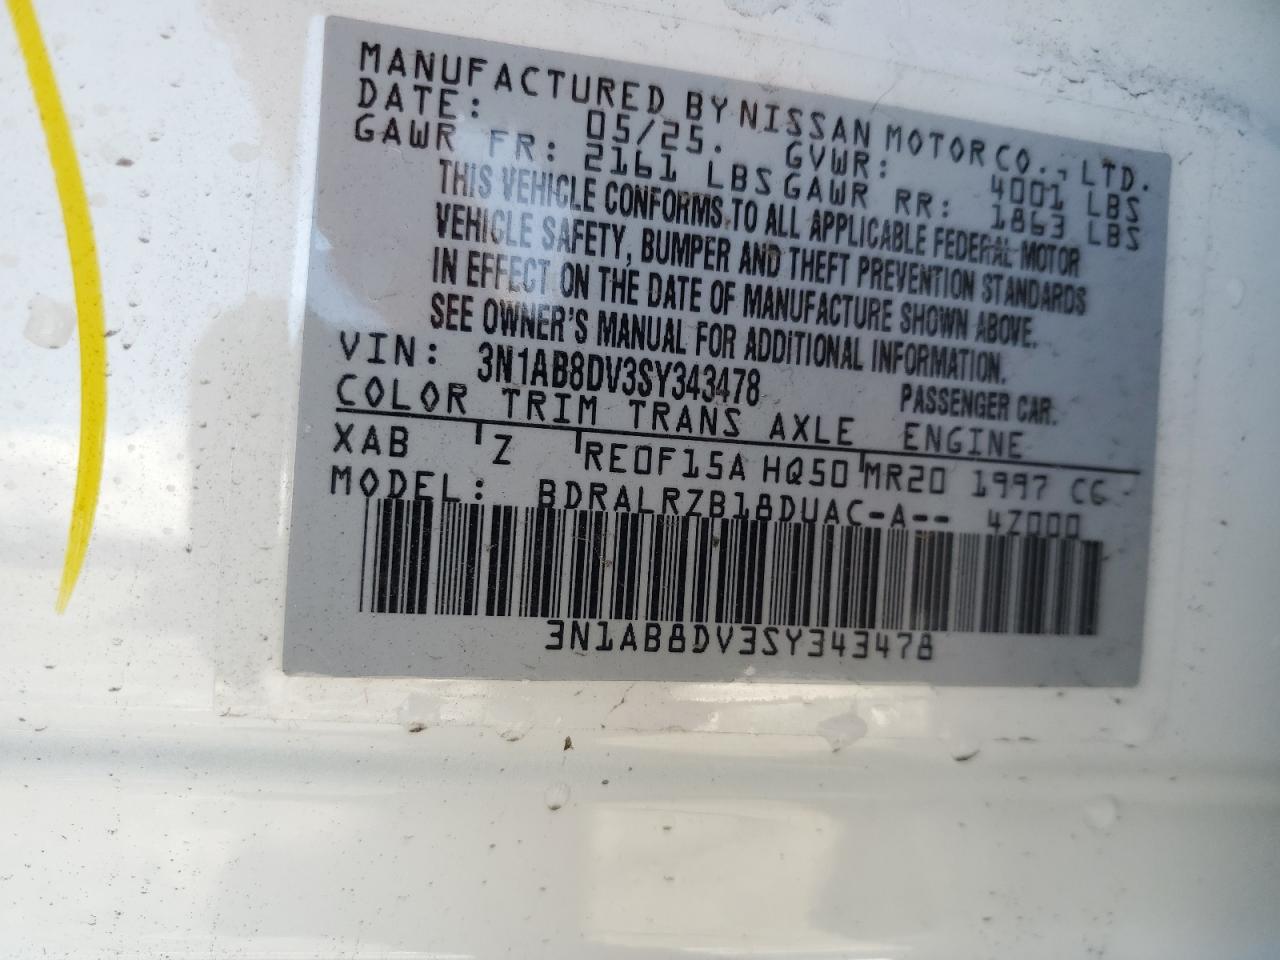 MANUFACTURED BY NISSAN MOTOR CO., LTD.
DATE: 05/25. GVWR: 4001 LBS
GAWR FR: 2161 LBS GAWR RR: 1863 LBS
THIS VEHICLE CONFORMS TO ALL APPLICABLE FEDERAL MOTOR
VEHICLE SAFETY, BUMPER AND THEFT PREVENTION STANDARDS
IN EFFECT ON THE DATE OF MANUFACTURE SHOWN ABOVE.
SEE OWNER'S MANUAL FOR ADDITIONAL INFORMATION.
VIN: 3N1AB8DV3SY343478 PASSENGER CAR.
COLOR TRIM TRANS AXLE ENGINE
XAB Z RE0F15A HQ50 MR20 1997 CC
MODEL: BDRALRZB18DUAC-A-- 4Z000
3N1AB8DV3SY343478